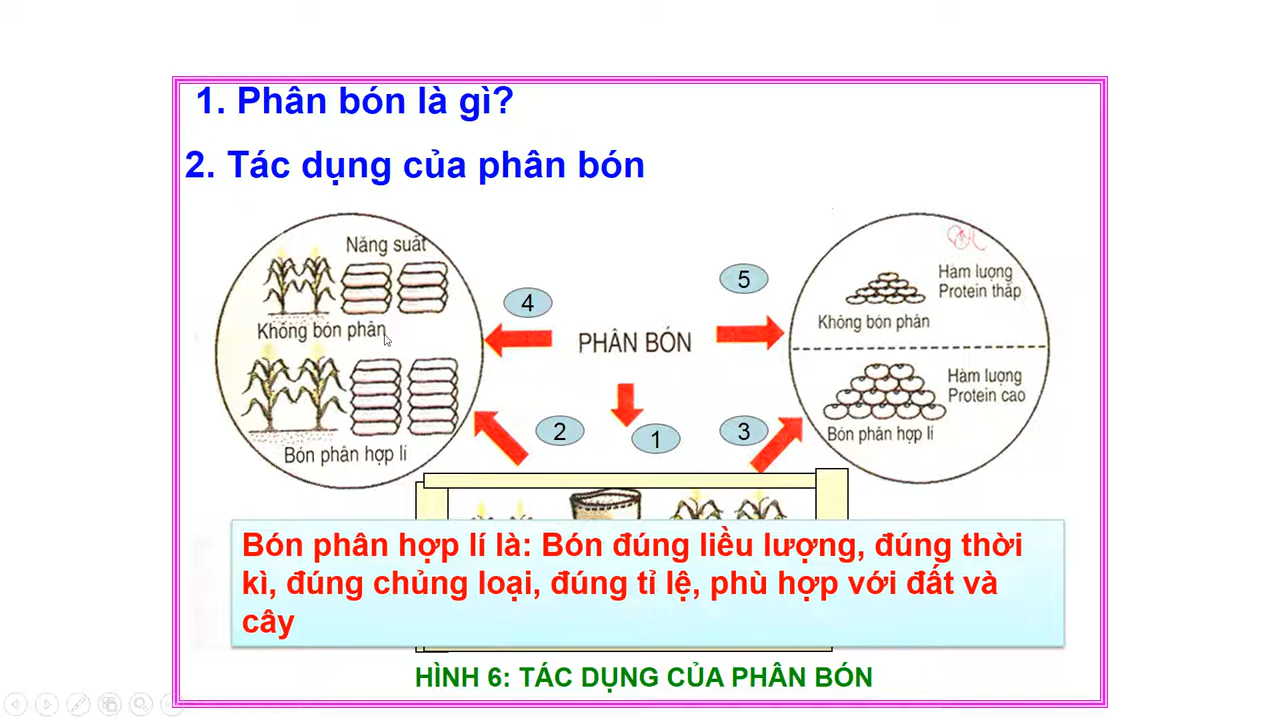 1. Phân bón là gì?
2. Tác dụng của phân bón
Năng suất
Không bón phân
Bón phân hợp lí
4
PHÂN BÓN
5
2
1
3
Hàm lượng
Protein thấp
Không bón phân
Hàm lượng
Protein cao
Bón phân hợp lí
Bón phân hợp lí là: Bón đúng liều lượng, đúng thời
kì, đúng chủng loại, đúng tỉ lệ, phù hợp với đất và
cây
HÌNH 6: TÁC DỤNG CỦA PHÂN BÓN